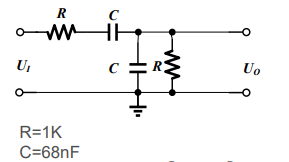 R C
U_I C R U_O
R=1K
C=68nF